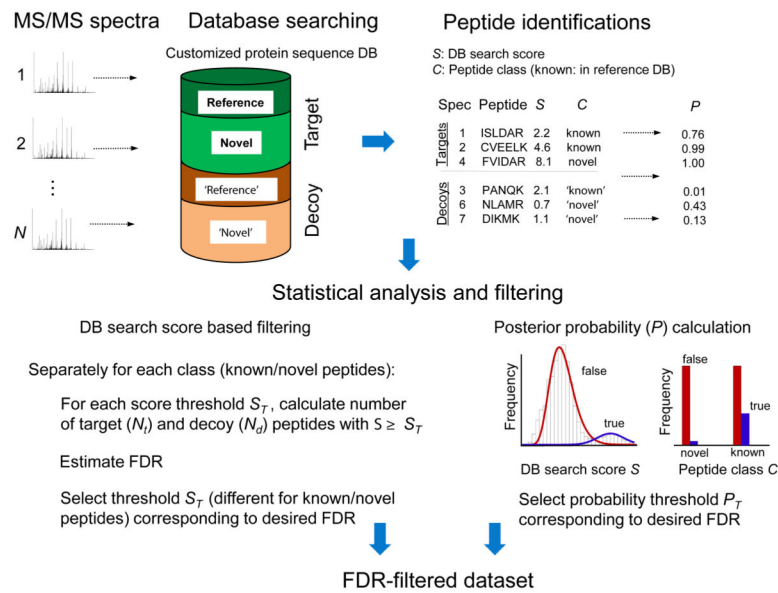 MS/MS spectra
1
2
⋮
N
Database searching
Customized protein sequence DB
Reference
Novel
'Reference'
'Novel'
Target
Decoy
Peptide identifications
S: DB search score
C: Peptide class (known: in reference DB)
Spec Peptide S C P
Targets
1 ISLDAR 2.2 known 0.76
2 CVEELK 4.6 known 0.99
4 FVIDAR 8.1 novel 1.00
Decoys
3 PANQK 2.1 'known' 0.01
6 NLAMR 0.7 'novel' 0.43
7 DIKMK 1.1 'novel' 0.13
Statistical analysis and filtering
DB search score based filtering
Separately for each class (known/novel peptides):
For each score threshold S_T, calculate number
of target (N_t) and decoy (N_d) peptides with S ≥ S_T
Estimate FDR
Select threshold S_T (different for known/novel
peptides) corresponding to desired FDR
Posterior probability (P) calculation
Frequency
false
true
DB search score S
Frequency
false
true
novel known
Peptide class C
Select probability threshold P_T
corresponding to desired FDR
FDR-filtered dataset